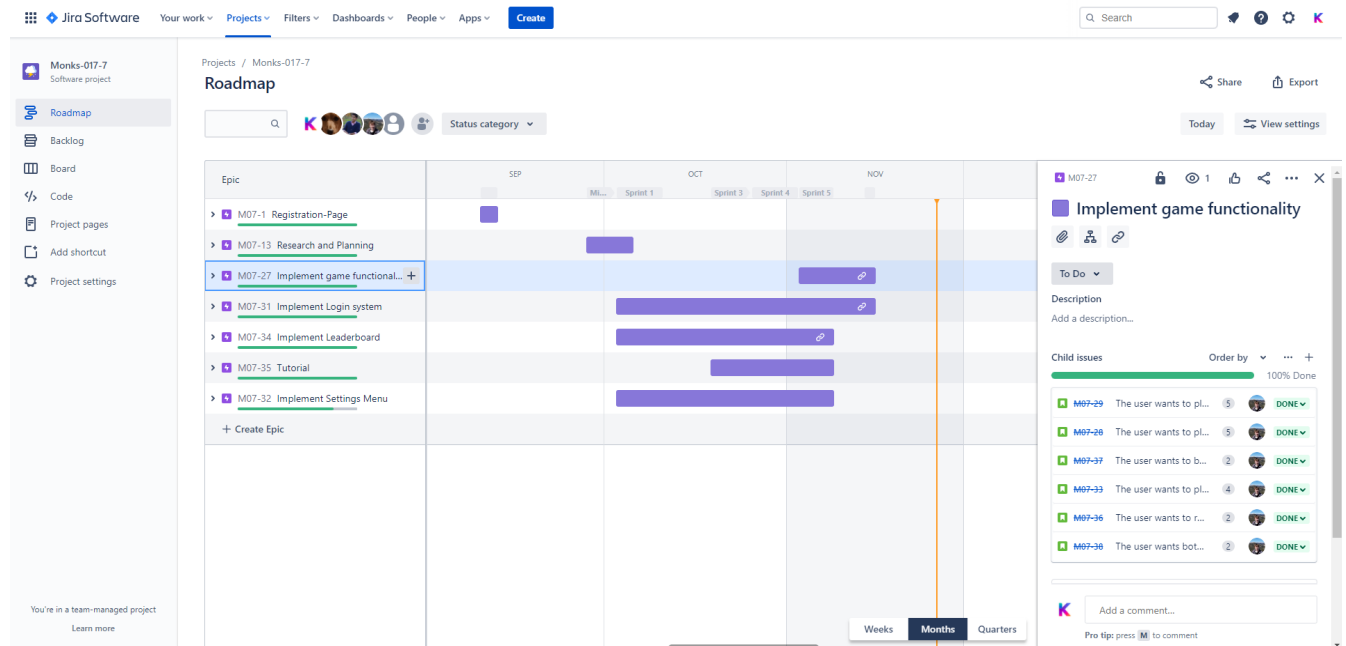 Jira Software
Your work
Projects
Filters
Dashboards
People
Apps
Create
Search
K
Monks-017-7
Software project
Roadmap
Backlog
Board
Code
Project pages
Add shortcut
Project settings
You're in a team-managed project
Learn more
Projects / Monks-017-7
Roadmap
Share
Export
K
Status category
Today
View settings
Epic
SEP
OCT
NOV
Mi...
Sprint 1
Sprint 3
Sprint 4
Sprint 5
M07-1 Registration-Page
M07-13 Research and Planning
M07-27 Implement game functional...
M07-31 Implement Login system
M07-34 Implement Leaderboard
M07-35 Tutorial
M07-32 Implement Settings Menu
+ Create Epic
Weeks
Months
Quarters
M07-27
1
Implement game functionality
To Do
Description
Add a description...
Child issues
Order by
100% Done
M07-29 The user wants to pl... 5 DONE
M07-28 The user wants to pl... 5 DONE
M07-37 The user wants to b... 2 DONE
M07-33 The user wants to pl... 4 DONE
M07-36 The user wants to r... 2 DONE
M07-38 The user wants bot... 2 DONE
K
Add a comment...
Pro tip: press M to comment